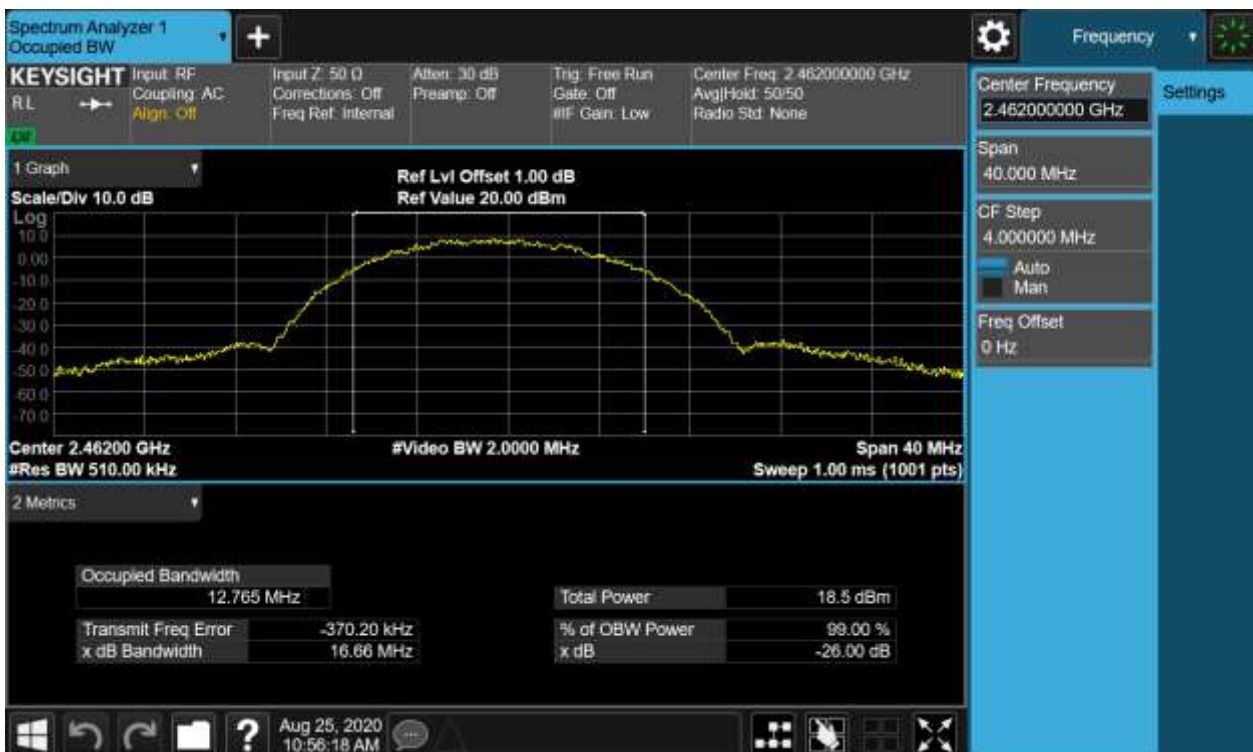 Spectrum Analyzer 1
Occupied BW
Frequency
KEYSIGHT
R L
Input: RF
Coupling: AC
Align: Off
Input Z: 50 Ω
Corrections: Off
Freq Ref: Internal
Atten: 30 dB
Preamp: Off
Trig: Free Run
Gate: Off
#IF Gain: Low
Center Freq: 2.462000000 GHz
Avg|Hold: 50/50
Radio Std: None
Center Frequency
2.462000000 GHz
Settings
Span
40.000 MHz
CF Step
4.000000 MHz
Auto
Man
Freq Offset
0 Hz
1 Graph
Scale/Div 10.0 dB
Ref Lvl Offset 1.00 dB
Ref Value 20.00 dBm
Log
10.0
0.00
-10.0
-20.0
-30.0
-40.0
-50.0
-60.0
-70.0
Center 2.46200 GHz
#Video BW 2.0000 MHz
Span 40 MHz
#Res BW 510.00 kHz
Sweep 1.00 ms (1001 pts)
2 Metrics
Occupied Bandwidth
12.765 MHz
Total Power 18.5 dBm
Transmit Freq Error -370.20 kHz
% of OBW Power 99.00 %
x dB Bandwidth 16.66 MHz
x dB -26.00 dB
?
Aug 25, 2020
10:56:18 AM